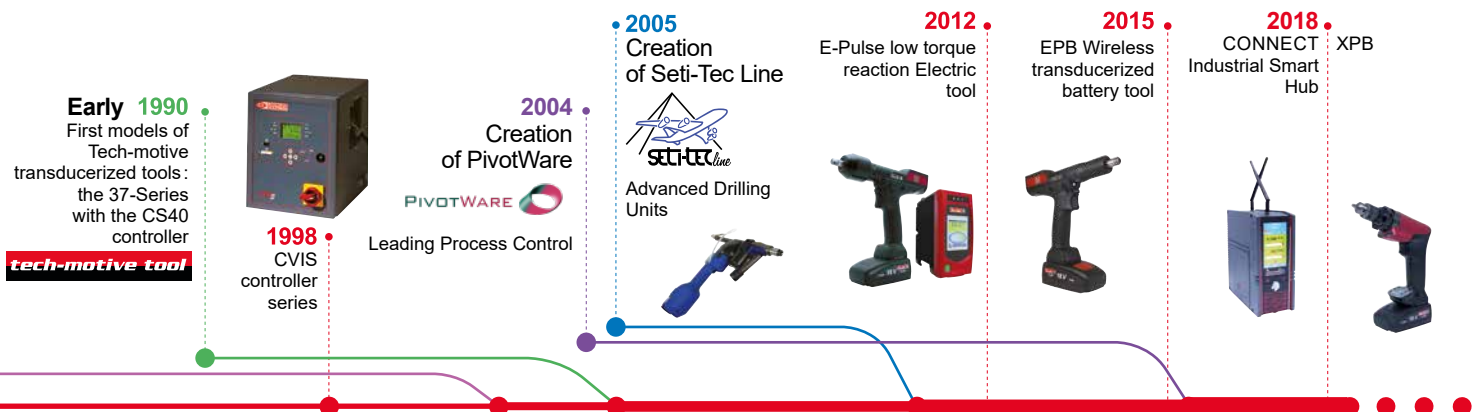 Early 1990
First models of
Tech-motive
transducerized tools :
the 37-Series
with the CS40
controller
tech-motive tool
1998
CVIS
controller
series
2004
Creation
of PivotWare
PIVOTWARE
Leading Process Control
2005
Creation
of Seti-Tec Line
SETI-TEC line
Advanced Drilling
Units
2012
E-Pulse low torque
reaction Electric
tool
2015
EPB Wireless
transducerized
battery tool
2018
CONNECT
Industrial Smart
Hub
XPB